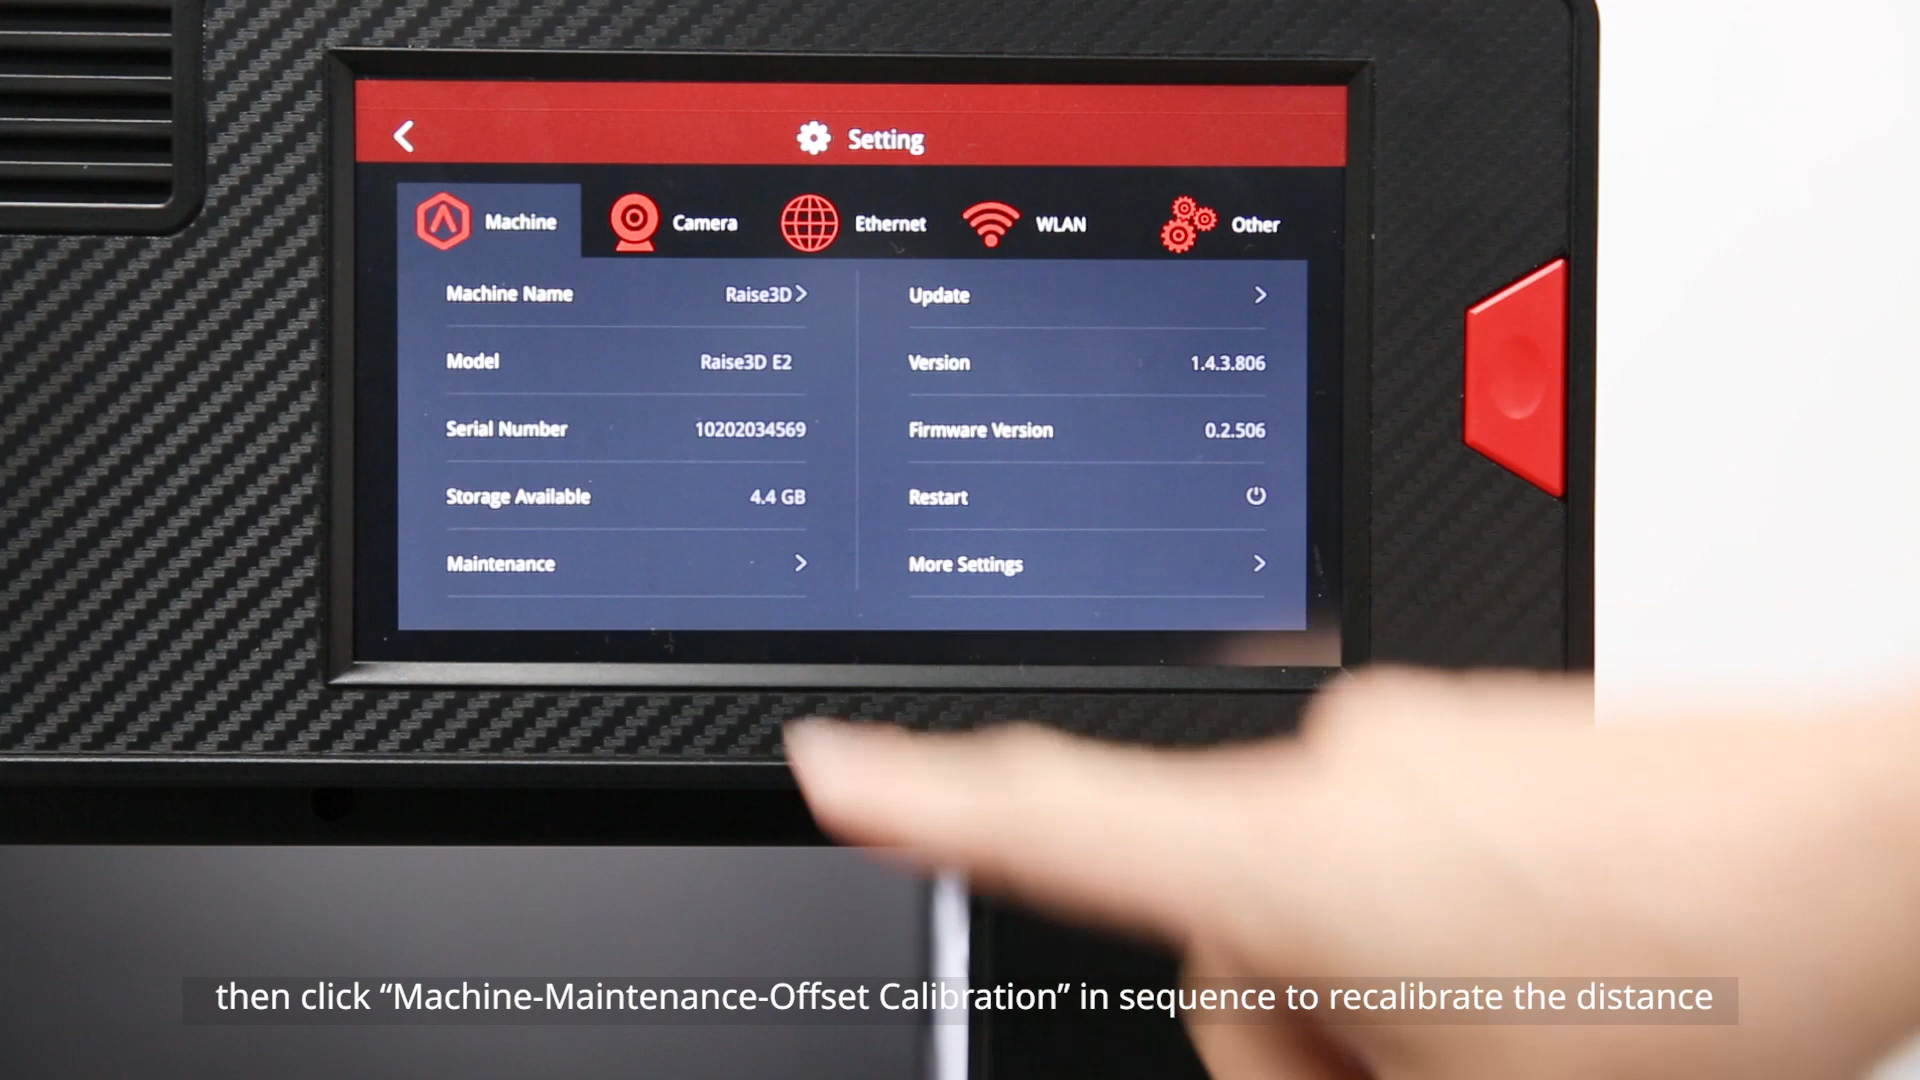 Setting
Machine
Camera
Ethernet
WLAN
Other
Machine Name Raise3D
Update
Model Raise3D E2
Version 1.4.3.806
Serial Number 10202034569
Firmware Version 0.2.506
Storage Available 4.4 GB
Restart
Maintenance
More Settings
then click “Machine-Maintenance-Offset Calibration” in sequence to recalibrate the distance